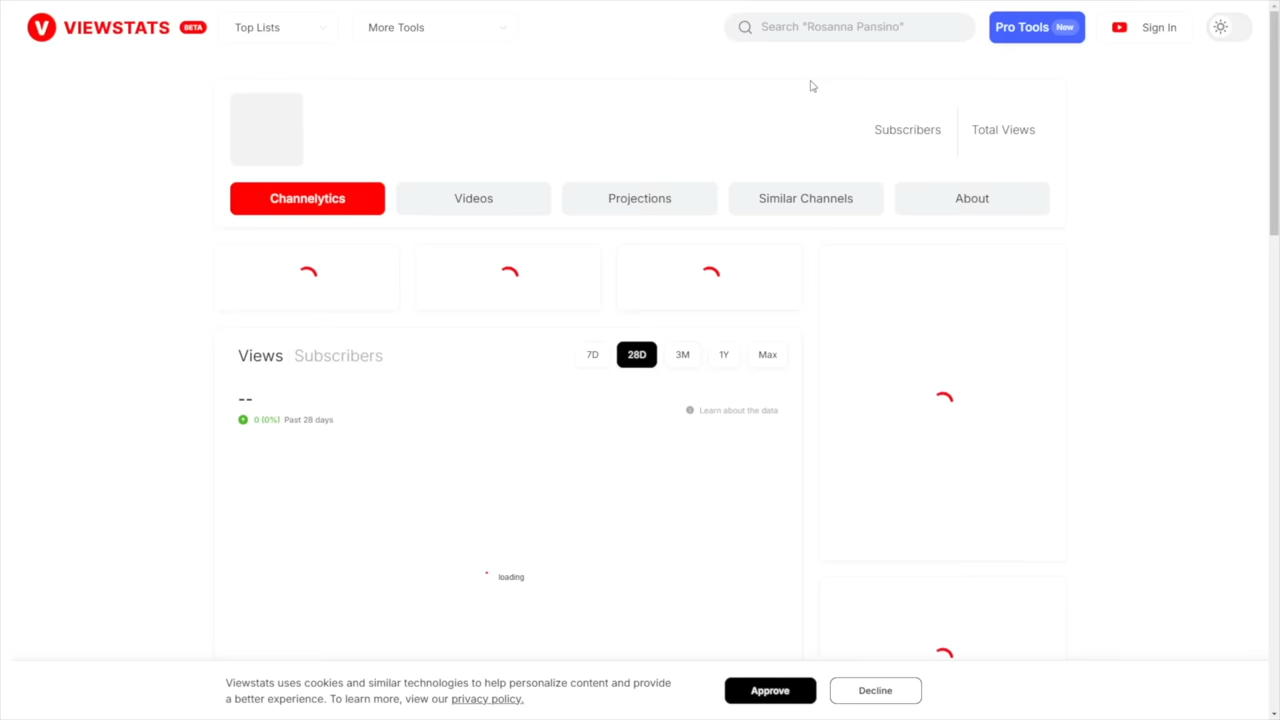 V VIEWSTATS BETA
Top Lists
More Tools
Search "Rosanna Pansino"
Pro Tools New
Sign In
Subscribers
Total Views
Channelytics
Videos
Projections
Similar Channels
About
Views Subscribers
7D 28D 3M 1Y Max
--
0 (0%) Past 28 days
Learn about the data
loading
Viewstats uses cookies and similar technologies to help personalize content and provide
a better experience. To learn more, view our privacy policy.
Approve
Decline